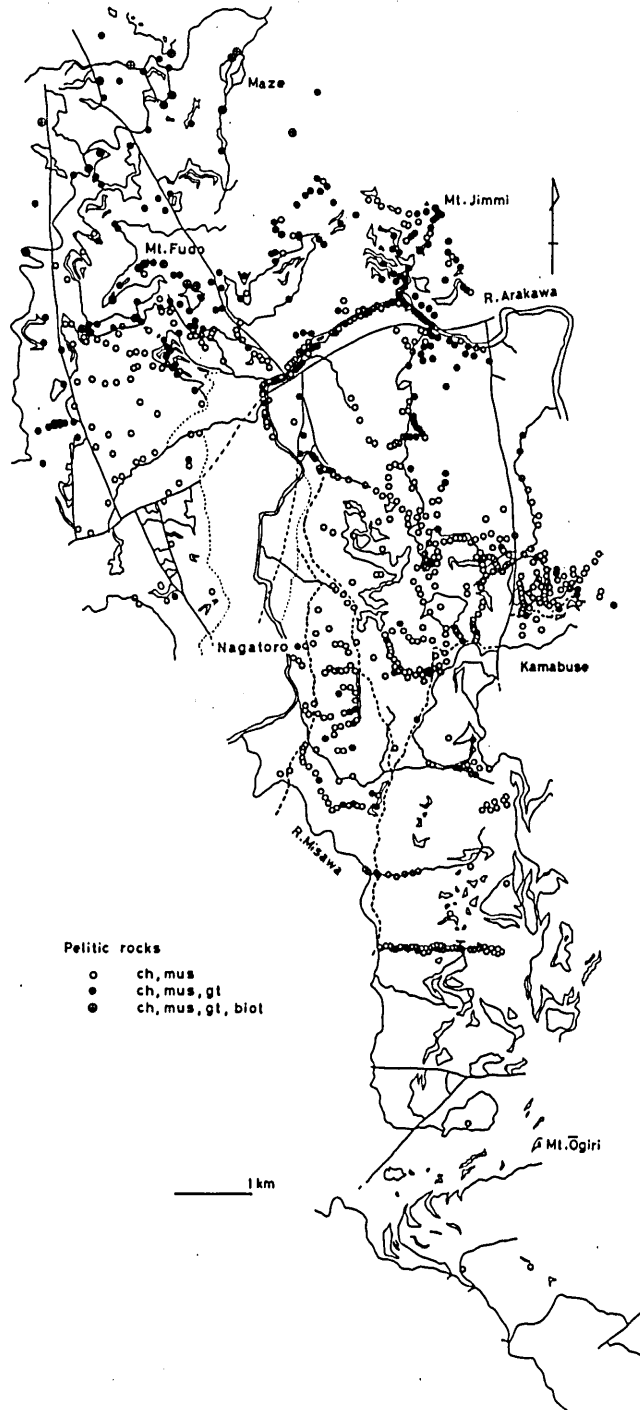 Maze
Mt. Jimmi
Mt. Fudo
R. Arakawa
Nagatoro
Kamabuse
R. Misawa
Pelitic rocks
ch, mus
ch, mus, gt
ch, mus, gt, biot
Mt. Ōgiri
1 km